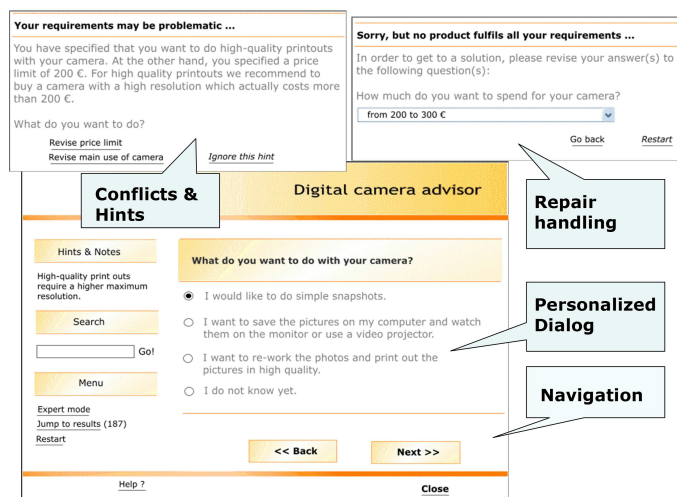 Your requirements may be problematic ...
You have specified that you want to do high-quality printouts
with your camera. At the other hand, you specified a price
limit of 200 €. For high quality printouts we recommend to
buy a camera with a high resolution which actually costs more
than 200 €.
What do you want to do?
Revise price limit
Revise main use of camera
Ignore this hint
Sorry, but no product fulfils all your requirements ...
In order to get to a solution, please revise your answer(s) to
the following question(s):
How much do you want to spend for your camera?
from 200 to 300 €
Go back
Restart
Conflicts &
Hints
Digital camera advisor
Repair
handling
Hints & Notes
High-quality print outs
require a higher maximum
resolution.
Search
Go!
Menu
Expert mode
Jump to results (187)
Restart
What do you want to do with your camera?
I would like to do simple snapshots.
I want to save the pictures on my computer and watch
them on the monitor or use a video projector.
I want to re-work the photos and print out the
pictures in high quality.
I do not know yet.
Personalized
Dialog
Navigation
<< Back
Next >>
Help ?
Close